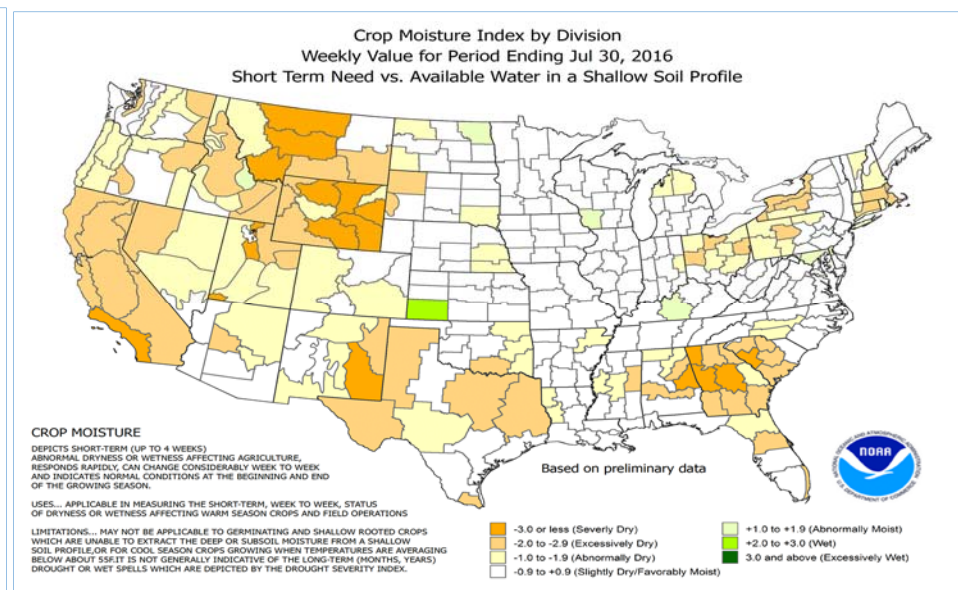 Crop Moisture Index by Division
Weekly Value for Period Ending Jul 30, 2016
Short Term Need vs. Available Water in a Shallow Soil Profile
CROP MOISTURE
DEPICTS SHORT-TERM (UP TO 4 WEEKS)
ABNORMAL DRYNESS OR WETNESS AFFECTING AGRICULTURE,
RESPONDS RAPIDLY, CAN CHANGE CONSIDERABLY WEEK TO WEEK
AND INDICATES NORMAL CONDITIONS AT THE BEGINNING AND END
OF THE GROWING SEASON.
USES... APPLICABLE IN MEASURING THE SHORT-TERM, WEEK TO WEEK, STATUS
OF DRYNESS OR WETNESS AFFECTING WARM SEASON CROPS AND FIELD OPERATIONS
LIMITATIONS... MAY NOT BE APPLICABLE TO GERMINATING AND SHALLOW ROOTED CROPS
WHICH ARE UNABLE TO EXTRACT THE DEEP OR SUBSOIL MOISTURE FROM A SHALLOW
SOIL PROFILE,OR FOR COOL SEASON CROPS GROWING WHEN TEMPERATURES ARE AVERAGING
BELOW ABOUT 55F.IT IS NOT GENERALLY INDICATIVE OF THE LONG-TERM (MONTHS, YEARS)
DROUGHT OR WET SPELLS WHICH ARE DEPICTED BY THE DROUGHT SEVERITY INDEX.
Based on preliminary data
NATIONAL OCEANIC AND ATMOSPHERIC ADMINISTRATION
NOAA
U.S. DEPARTMENT OF COMMERCE
-3.0 or less (Severly Dry)
-2.0 to -2.9 (Excessively Dry)
-1.0 to -1.9 (Abnormally Dry)
-0.9 to +0.9 (Slightly Dry/Favorably Moist)
+1.0 to +1.9 (Abnormally Moist)
+2.0 to +3.0 (Wet)
3.0 and above (Excessively Wet)